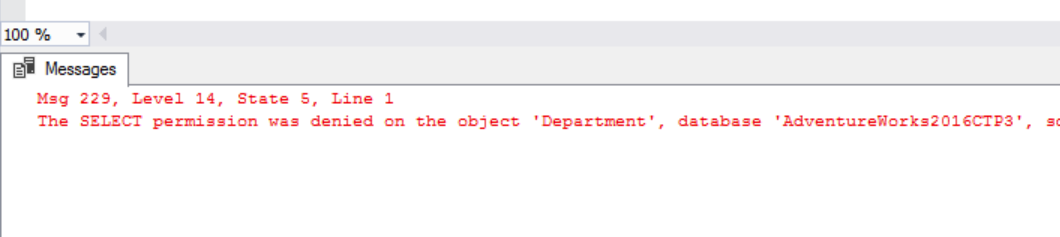 100 %
Messages
Msg 229, Level 14, State 5, Line 1
The SELECT permission was denied on the object 'Department', database 'AdventureWorks2016CTP3',